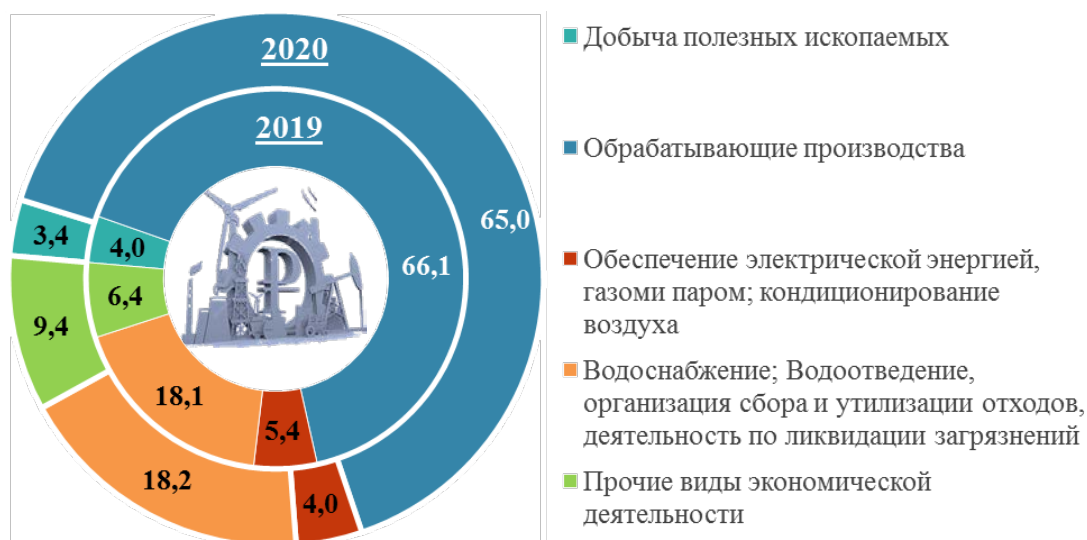 2020
2019
65,0
66,1
3,4
4,0
6,4
9,4
18,1
5,4
18,2
4,0
Добыча полезных ископаемых
Обрабатывающие производства
Обеспечение электрической энергией,
газоми паром; кондиционирование
воздуха
Водоснабжение; Водоотведение,
организация сбора и утилизации отходов,
деятельность по ликвидации загрязнений
Прочие виды экономической
деятельности